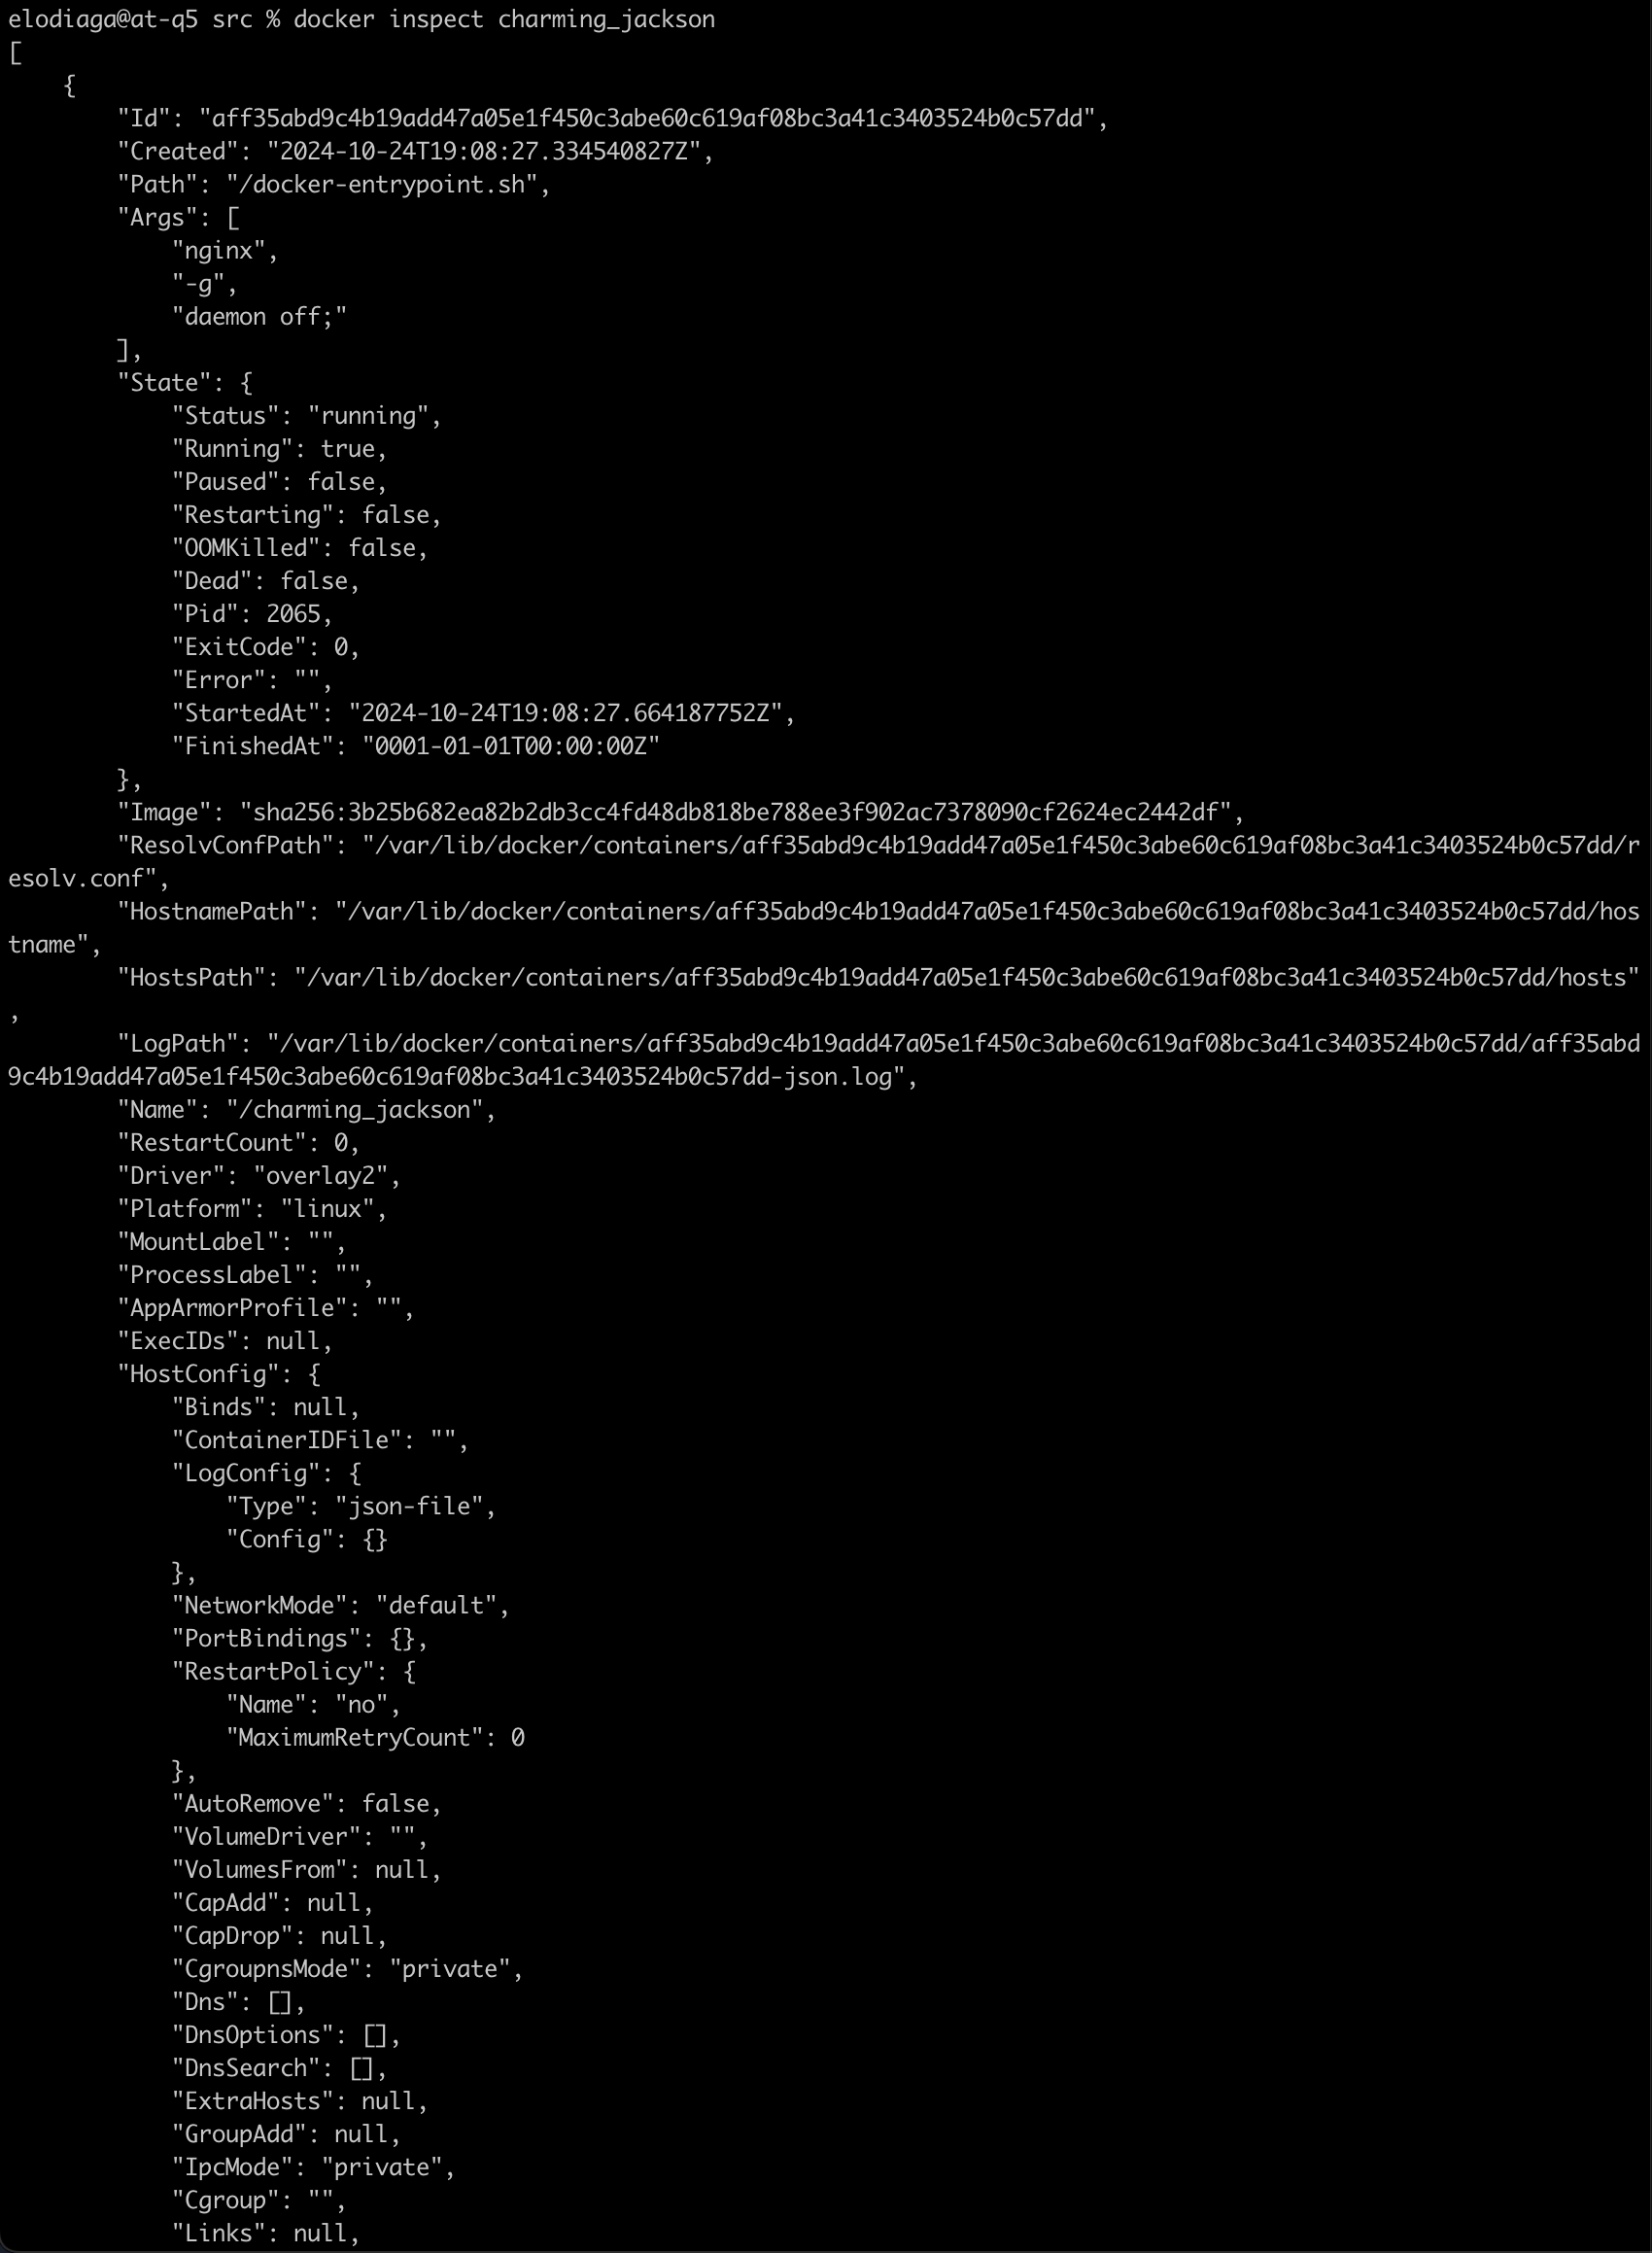 elodiaga@at-q5 src % docker inspect charming_jackson
[
    {
        "Id": "aff35abd9c4b19add47a05e1f450c3abe60c619af08bc3a41c3403524b0c57dd",
        "Created": "2024-10-24T19:08:27.334540827Z",
        "Path": "/docker-entrypoint.sh",
        "Args": [
            "nginx",
            "-g",
            "daemon off;"
        ],
        "State": {
            "Status": "running",
            "Running": true,
            "Paused": false,
            "Restarting": false,
            "OOMKilled": false,
            "Dead": false,
            "Pid": 2065,
            "ExitCode": 0,
            "Error": "",
            "StartedAt": "2024-10-24T19:08:27.664187752Z",
            "FinishedAt": "0001-01-01T00:00:00Z"
        },
        "Image": "sha256:3b25b682ea82b2db3cc4fd48db818be788ee3f902ac7378090cf2624ec2442df",
        "ResolvConfPath": "/var/lib/docker/containers/aff35abd9c4b19add47a05e1f450c3abe60c619af08bc3a41c3403524b0c57dd/r
esolv.conf",
        "HostnamePath": "/var/lib/docker/containers/aff35abd9c4b19add47a05e1f450c3abe60c619af08bc3a41c3403524b0c57dd/hos
tname",
        "HostsPath": "/var/lib/docker/containers/aff35abd9c4b19add47a05e1f450c3abe60c619af08bc3a41c3403524b0c57dd/hosts"
,
        "LogPath": "/var/lib/docker/containers/aff35abd9c4b19add47a05e1f450c3abe60c619af08bc3a41c3403524b0c57dd/aff35abd
9c4b19add47a05e1f450c3abe60c619af08bc3a41c3403524b0c57dd-json.log",
        "Name": "/charming_jackson",
        "RestartCount": 0,
        "Driver": "overlay2",
        "Platform": "linux",
        "MountLabel": "",
        "ProcessLabel": "",
        "AppArmorProfile": "",
        "ExecIDs": null,
        "HostConfig": {
            "Binds": null,
            "ContainerIDFile": "",
            "LogConfig": {
                "Type": "json-file",
                "Config": {}
            },
            "NetworkMode": "default",
            "PortBindings": {},
            "RestartPolicy": {
                "Name": "no",
                "MaximumRetryCount": 0
            },
            "AutoRemove": false,
            "VolumeDriver": "",
            "VolumesFrom": null,
            "CapAdd": null,
            "CapDrop": null,
            "CgroupnsMode": "private",
            "Dns": [],
            "DnsOptions": [],
            "DnsSearch": [],
            "ExtraHosts": null,
            "GroupAdd": null,
            "IpcMode": "private",
            "Cgroup": "",
            "Links": null,